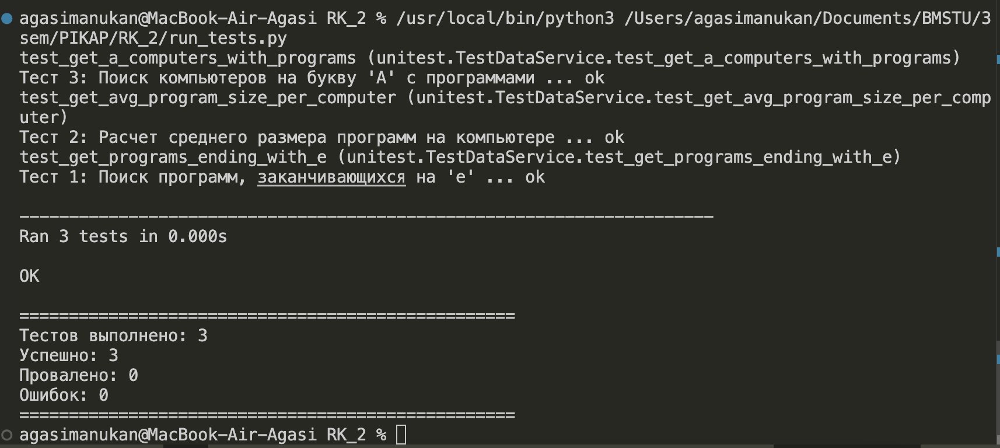 agasimanukan@MacBook-Air-Agasi RK_2 % /usr/local/bin/python3 /Users/agasimanukan/Documents/BMSTU/3
sem/PIKAP/RK_2/run_tests.py
test_get_a_computers_with_programs (unitest.TestDataService.test_get_a_computers_with_programs)
Тест 3: Поиск компьютеров на букву 'А' с программами ... ok
test_get_avg_program_size_per_computer (unitest.TestDataService.test_get_avg_program_size_per_comp
uter)
Тест 2: Расчет среднего размера программ на компьютере ... ok
test_get_programs_ending_with_e (unitest.TestDataService.test_get_programs_ending_with_e)
Тест 1: Поиск программ, заканчивающихся на 'е' ... ok
----------------------------------------------------------------------
Ran 3 tests in 0.000s
OK
==================================================
Тестов выполнено: 3
Успешно: 3
Провалено: 0
Ошибок: 0
==================================================
agasimanukan@MacBook-Air-Agasi RK_2 %